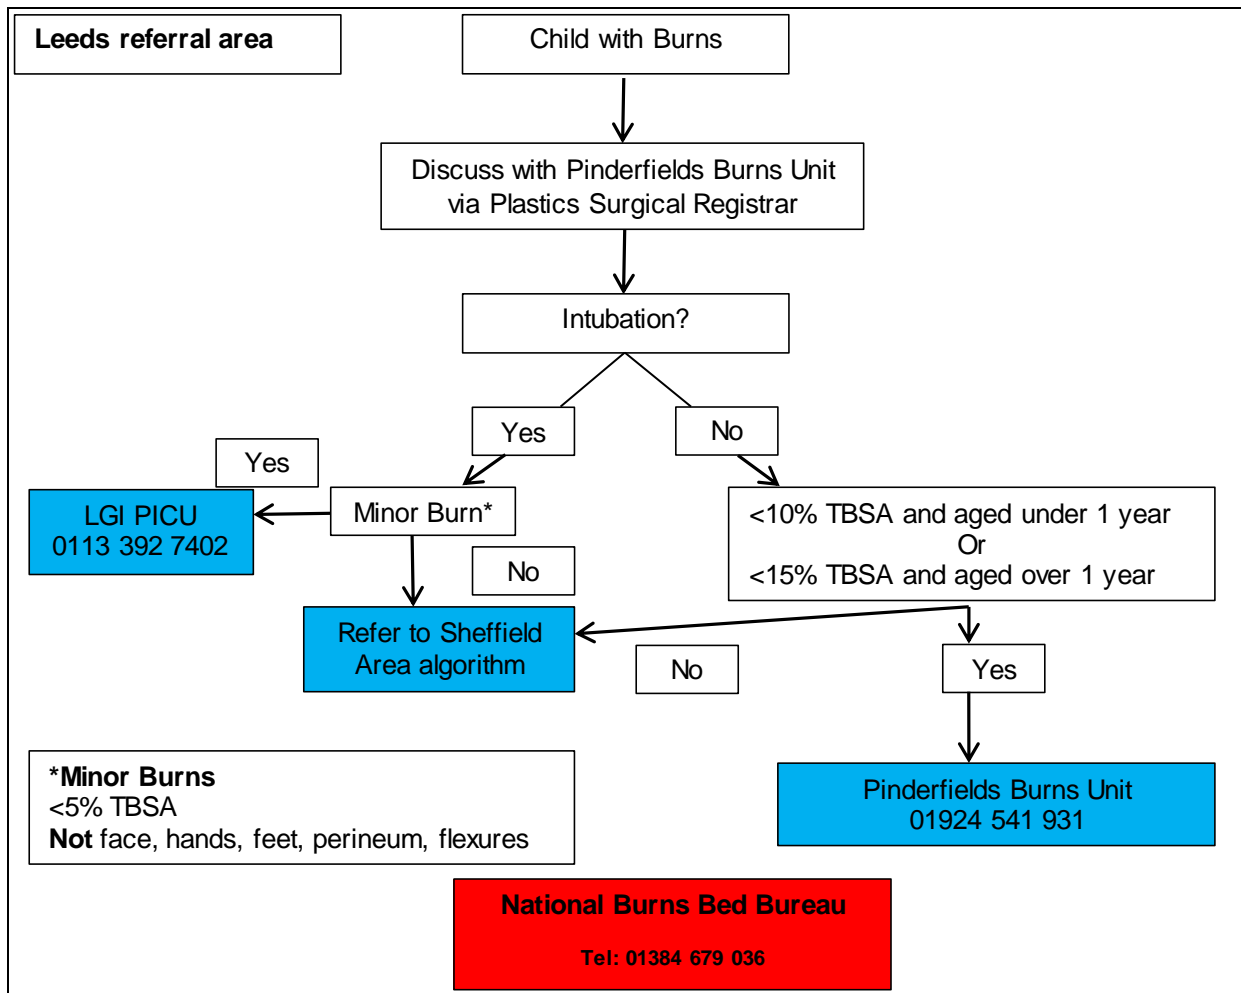 Leeds referral area
Child with Burns
Discuss with Pinderfields Burns Unit
via Plastics Surgical Registrar
Intubation?
Yes
No
Yes
LGI PICU
0113 392 7402
Minor Burn*
<10% TBSA and aged under 1 year
Or
<15% TBSA and aged over 1 year
No
Refer to Sheffield
Area algorithm
No
Yes
*Minor Burns
<5% TBSA
Not face, hands, feet, perineum, flexures
Pinderfields Burns Unit
01924 541 931
National Burns Bed Bureau
Tel: 01384 679 036